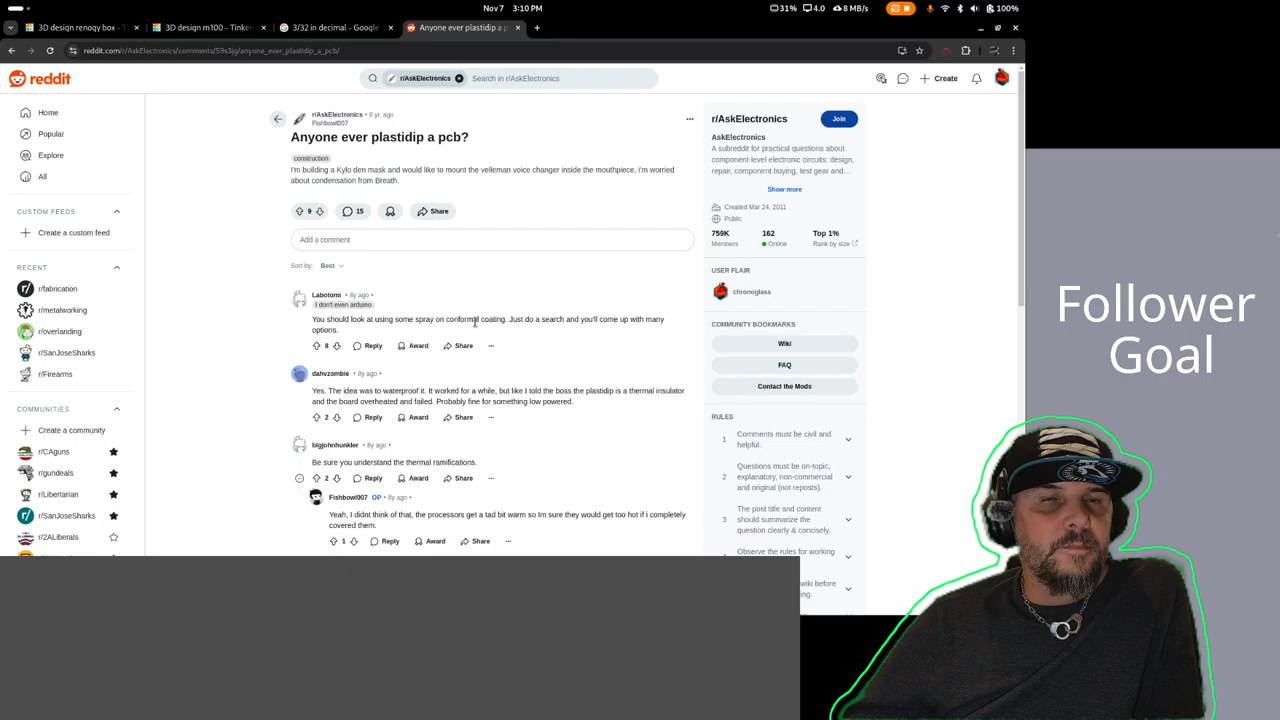 Nov 7 3:10 PM
31% 4.0 8 MB/s 100%
3D design renogy box - Tin
3D design m100 - Tinker
3/32 in decimal - Google
Anyone ever plastidip a p
reddit.com/r/AskElectronics/comments/59s3jg/anyone_ever_plastidip_a_pcb/
reddit
r/AskElectronics
Search in r/AskElectronics
Create
Home
Popular
Explore
All
CUSTOM FEEDS
Create a custom feed
RECENT
r/fabrication
r/metalworking
r/overlanding
r/SanJoseSharks
r/Firearms
COMMUNITIES
Create a community
r/CAguns
r/gundeals
r/Libertarian
r/SanJoseSharks
r/2ALiberals
r/AskElectronics • 8 yr. ago
Fishbowl007
Anyone ever plastidip a pcb?
construction
I'm building a Kylo den mask and would like to mount the velleman voice changer inside the mouthpiece, i'm worried
about condensation from Breath.
9
15
Share
Add a comment
Sort by: Best
Labotomi • 8y ago •
I don't even arduino
You should look at using some spray on conformal coating. Just do a search and you'll come up with many
options.
8 Reply Award Share
dahvzombie • 8y ago •
Yes. The idea was to waterproof it. It worked for a while, but like I told the boss the plastidip is a thermal insulator
and the board overheated and failed. Probably fine for something low powered.
2 Reply Award Share
bigjohnhunkler • 8y ago •
Be sure you understand the thermal ramifications.
2 Reply Award Share
Fishbowl007 OP • 8y ago •
Yeah, I didnt think of that, the processors get a tad bit warm so Im sure they would get too hot if i completely
covered them.
1 Reply Award Share
r/AskElectronics
Join
AskElectronics
A subreddit for practical questions about
component-level electronic circuits: design,
repair, component buying, test gear and...
Show more
Created Mar 24, 2011
Public
759K 162 Top 1%
Members Online Rank by size
USER FLAIR
chronoglass
COMMUNITY BOOKMARKS
Wiki
FAQ
Contact the Mods
RULES
1 Comments must be civil and
helpful.
2 Questions must be on-topic,
explanatory, non-commercial
and original (not reposts).
3 The post title and content
should summarize the
question clearly & concisely.
Observe the rules for working
wiki before
ng.
Follower
Goal